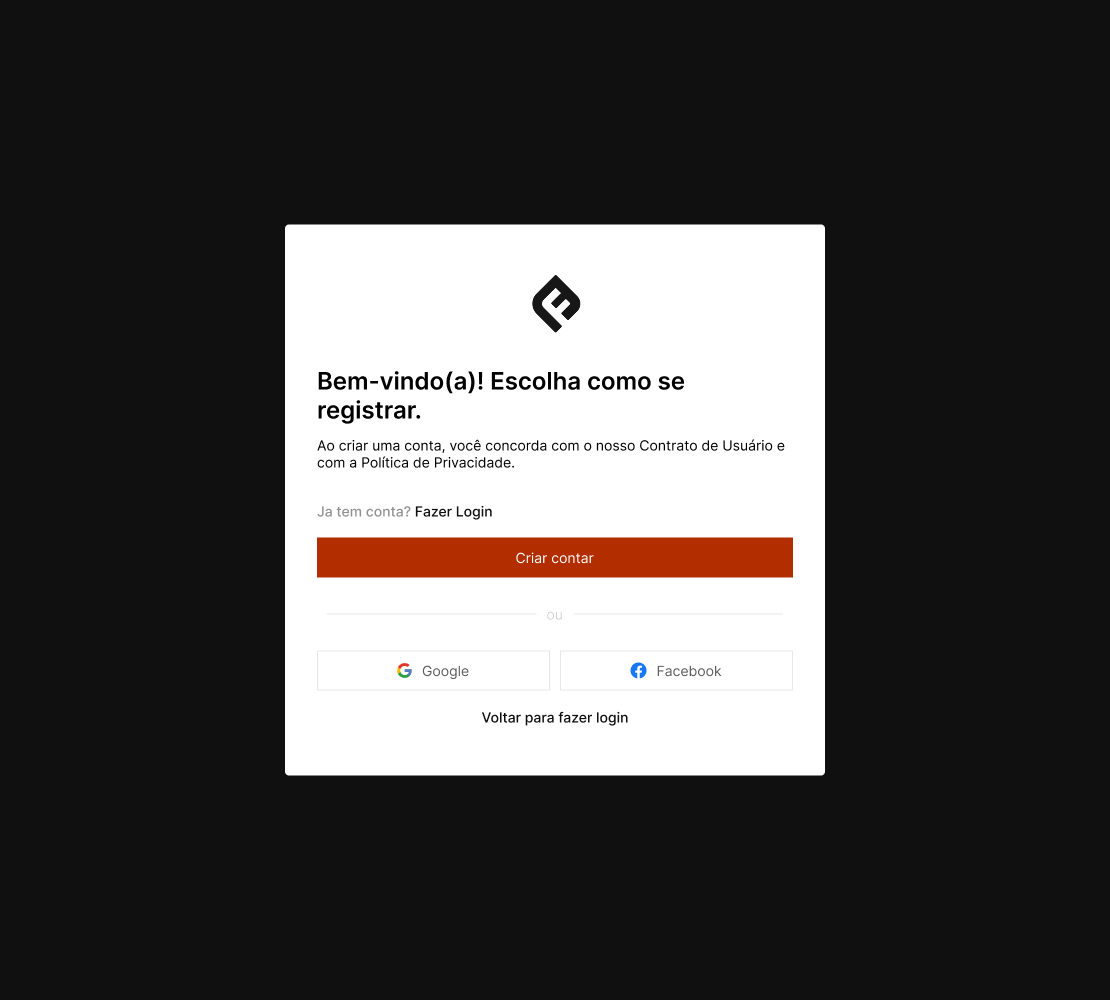 Bem-vindo(a)! Escolha como se
registrar.
Ao criar uma conta, você concorda com o nosso Contrato de Usuário e
com a Política de Privacidade.
Ja tem conta? Fazer Login
Criar contar
ou
Google
Facebook
Voltar para fazer login